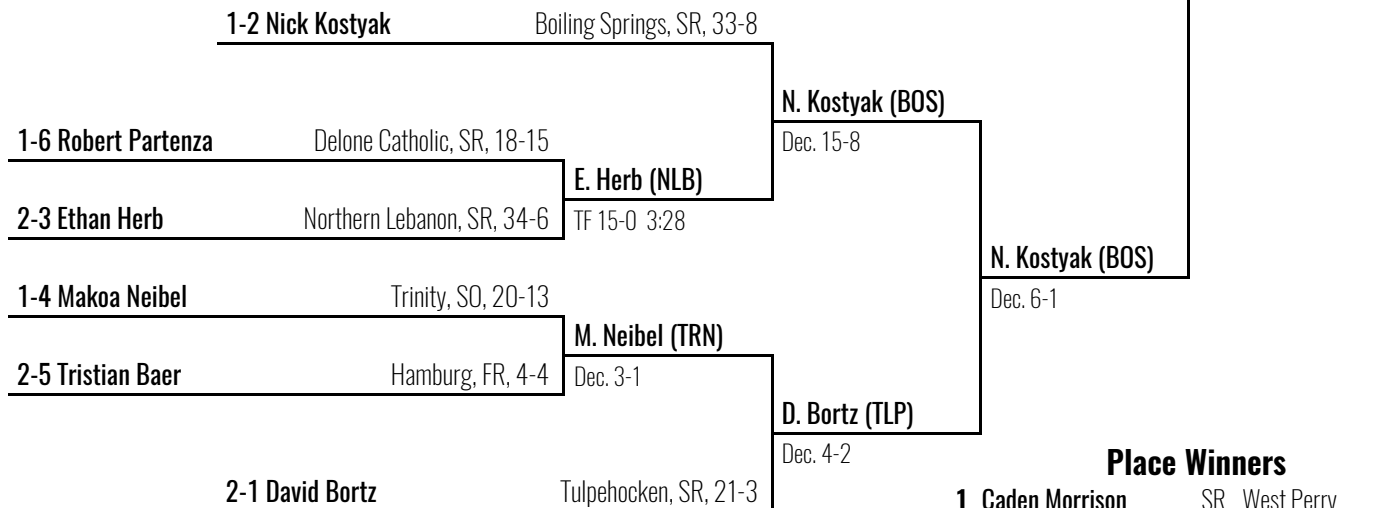 1-2 Nick Kostyak Boiling Springs, SR, 33-8
N. Kostyak (BOS)
Dec. 15-8
1-6 Robert Partenza Delone Catholic, SR, 18-15
E. Herb (NLB)
TF 15-0 3:28
2-3 Ethan Herb Northern Lebanon, SR, 34-6
N. Kostyak (BOS)
Dec. 6-1
1-4 Makoa Neibel Trinity, SO, 20-13
M. Neibel (TRN)
Dec. 3-1
2-5 Tristian Baer Hamburg, FR, 4-4
D. Bortz (TLP)
Dec. 4-2
2-1 David Bortz Tulpehocken, SR, 21-3
Place Winners
1 Caden Morrison SR West Perry